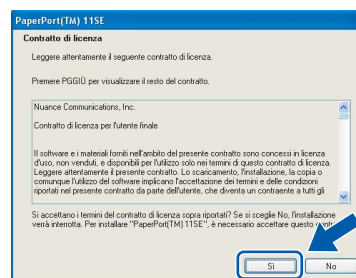 PaperPort(TM) 11SE
Contratto di licenza
Leggere attentamente il seguente contratto di licenza.
Premere PGGIÙ per visualizzare il resto del contratto.
Nuance Communications, Inc.
Contratto di licenza per l'utente finale
Il software e i materiali forniti nell'ambito del presente contratto sono concessi in licenza
d'uso, non venduti, e disponibili per l'utilizzo solo nei termini di questo contratto di licenza.
Leggere attentamente il presente contratto. Lo scaricamento, l'installazione, la copia o
comunque l'utilizzo del software implicano l'accettazione dei termini e delle condizioni
riportati nel presente contratto da parte dell'utente, che diventa un contraente a tutti gli
Si accettano i termini del contratto di licenza sopra riportati? Se si sceglie No, l'installazione
verrà interrotta. Per installare "PaperPort(TM) 11SE", è necessario accettare questo
Sì
No